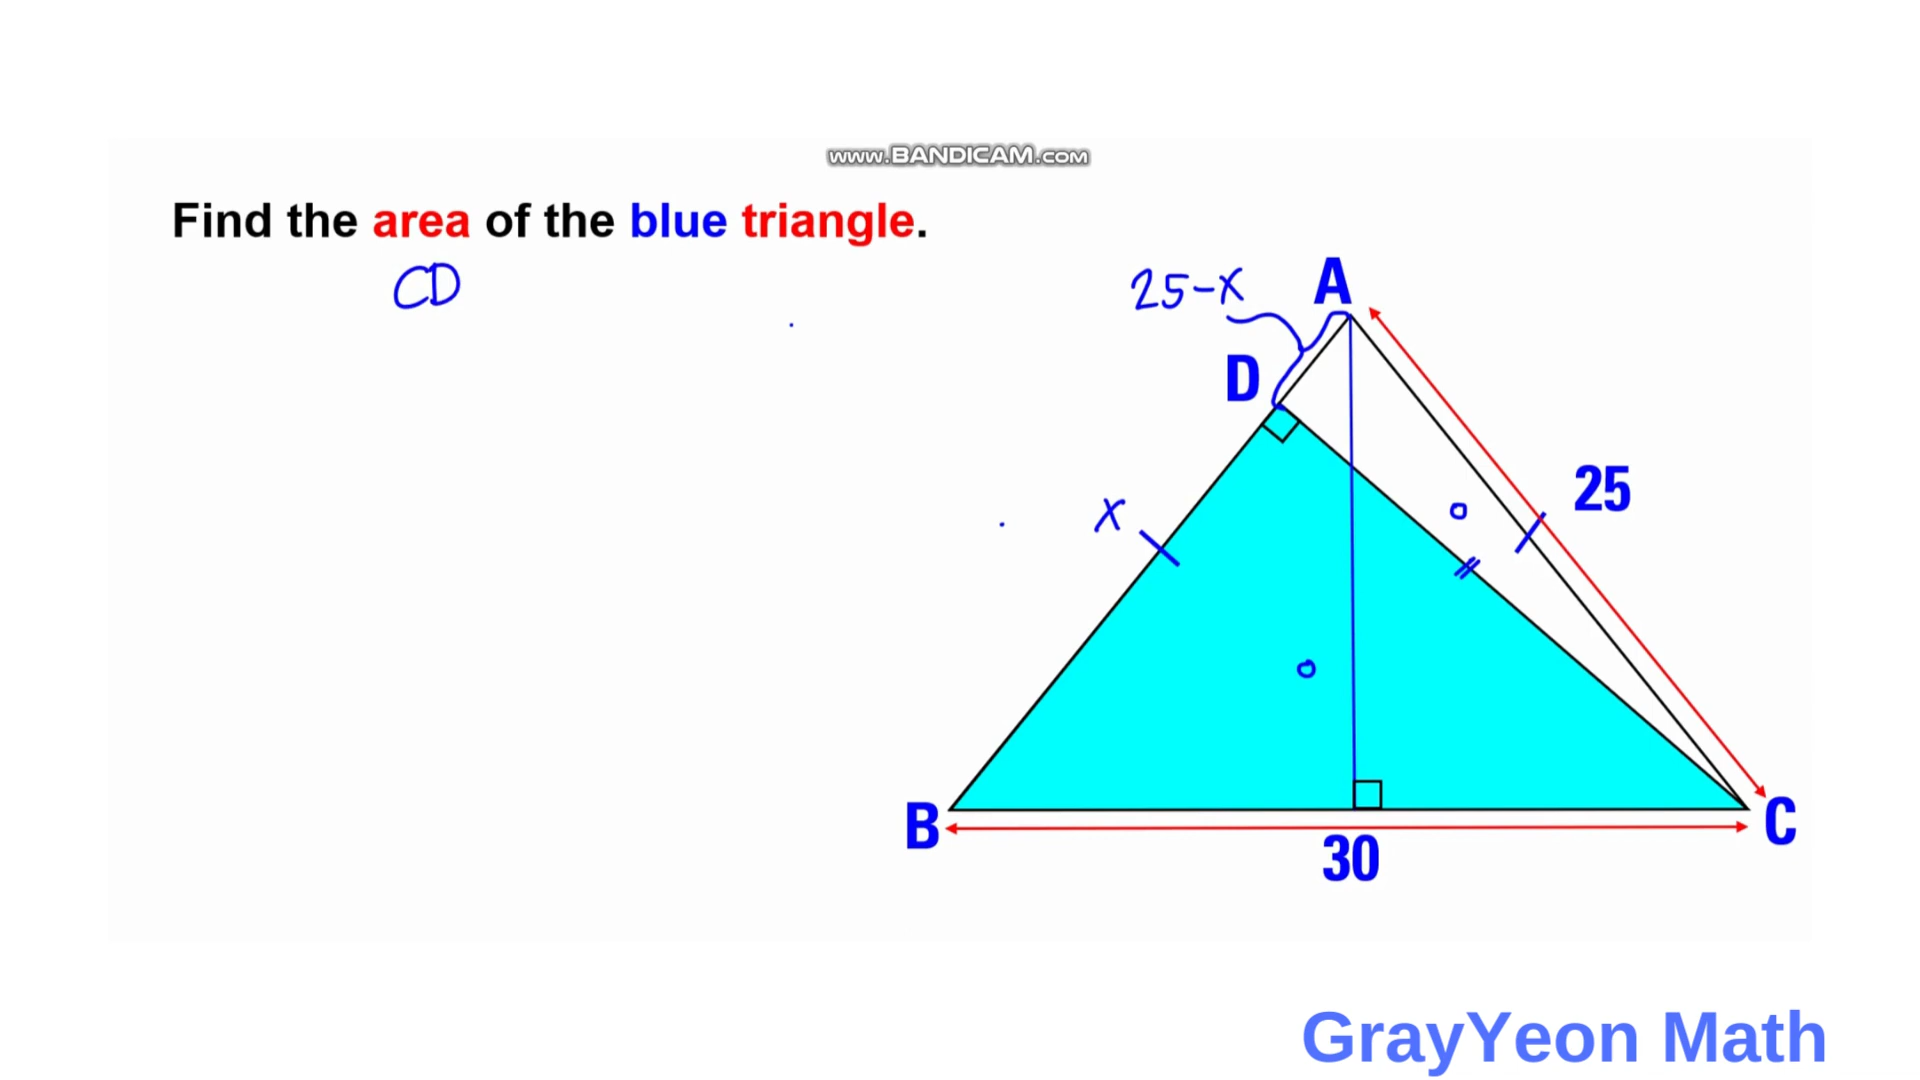 www.BANDICAM.com
Find the area of the blue triangle.
CD
25-x
A
D
x
25
B
C
30
GrayYeon Math